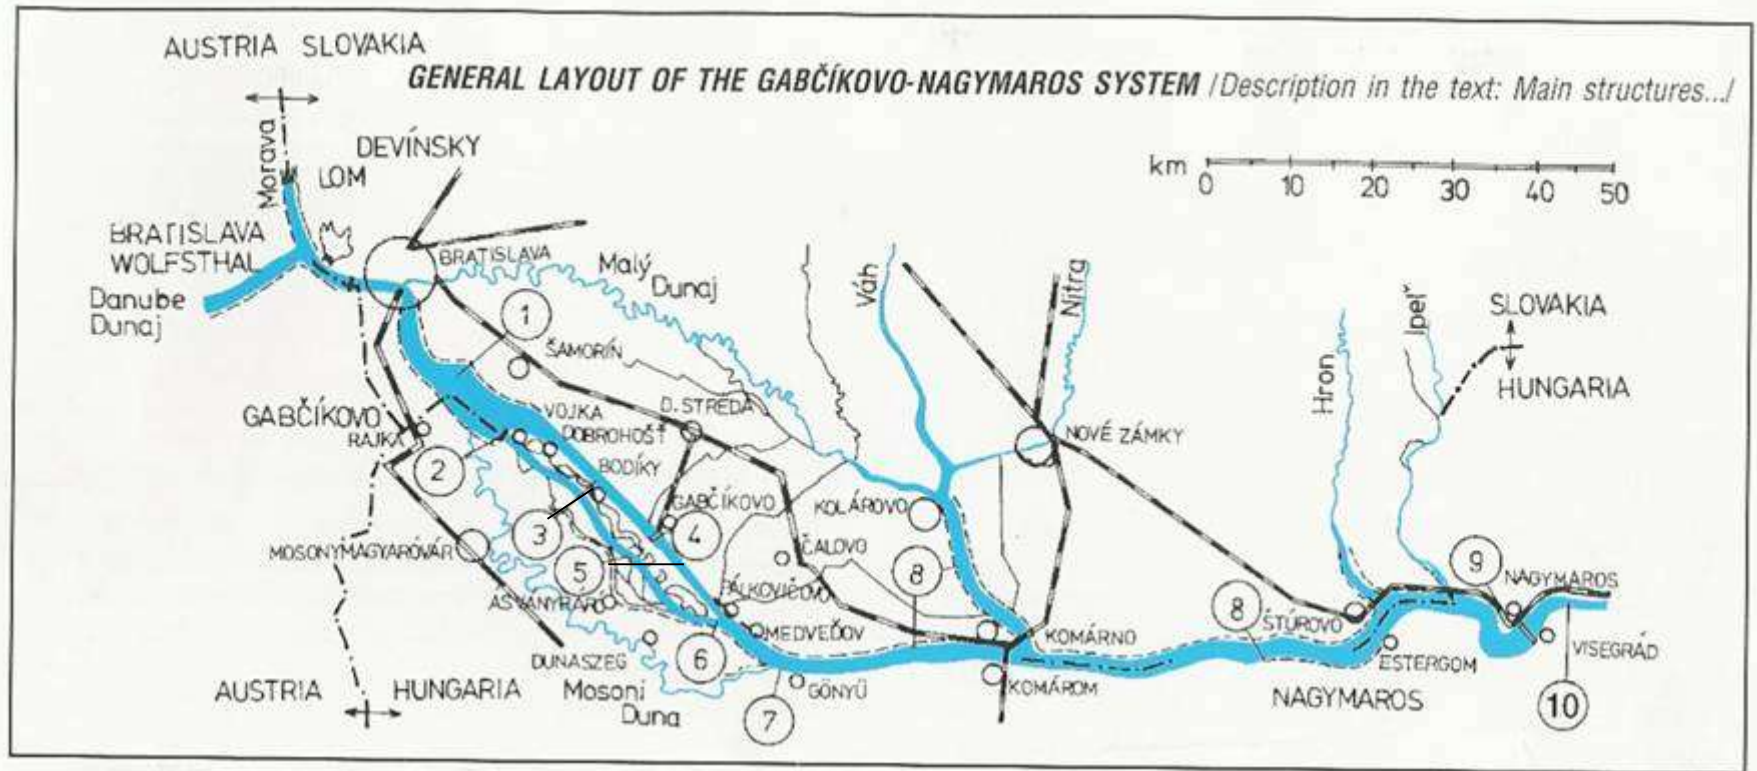 AUSTRIA SLOVAKIA
GENERAL LAYOUT OF THE GABČÍKOVO-NAGYMAROS SYSTEM /Description in the text: Main structures.../
Morava
DEVÍNSKY
LOM
km
0 10 20 30 40 50
BRATISLAVA
WOLFSTHAL
Danube
Dunaj
BRATISLAVA
Malý
Dunaj
Váh
Nitra
Hron
Ipeľ
SLOVAKIA
HUNGARIA
1
ŠAMORÍN
GABČÍKOVO
RAJKA
VOJKA
D. STREDA
DOBROHOŠŤ
NOVÉ ZÁMKY
2
BODÍKY
GABČÍKOVO
KOLÁROVO
3
4
MOSONYMAGYARÓVÁR
ČALOVO
5
8
9
NAGYMAROS
ÁSVÁNYRÁRÓ
PÁLKOVIČOVO
8
ŠTÚROVO
MEDVEĎOV
KOMÁRNO
VISEGRÁD
DUNASZEG
6
ESTERGOM
AUSTRIA
HUNGARIA
Mosoni
Duna
GÖNYŰ
KOMÁROM
NAGYMAROS
7
10